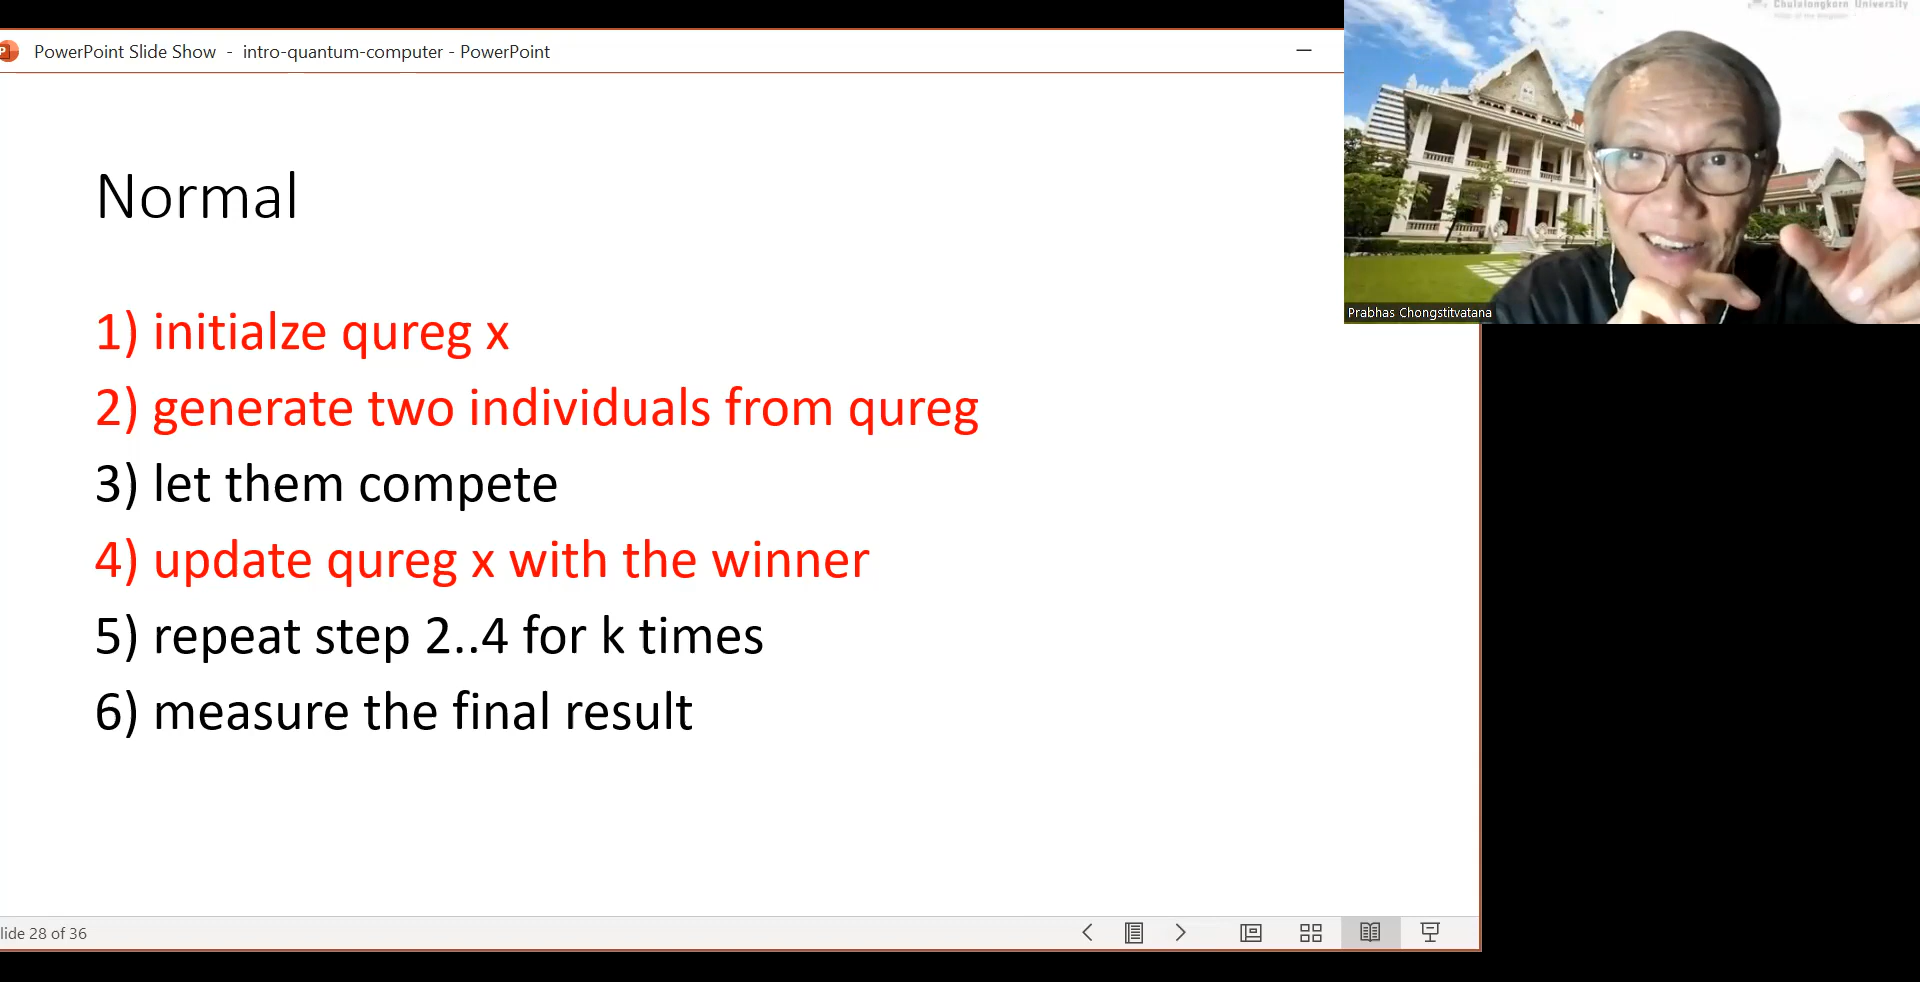 PowerPoint Slide Show - intro-quantum-computer - PowerPoint
Chulalongkorn University
Normal
1) initialze qureg x
2) generate two individuals from qureg
3) let them compete
4) update qureg x with the winner
5) repeat step 2..4 for k times
6) measure the final result
Prabhas Chongstitvatana
lide 28 of 36